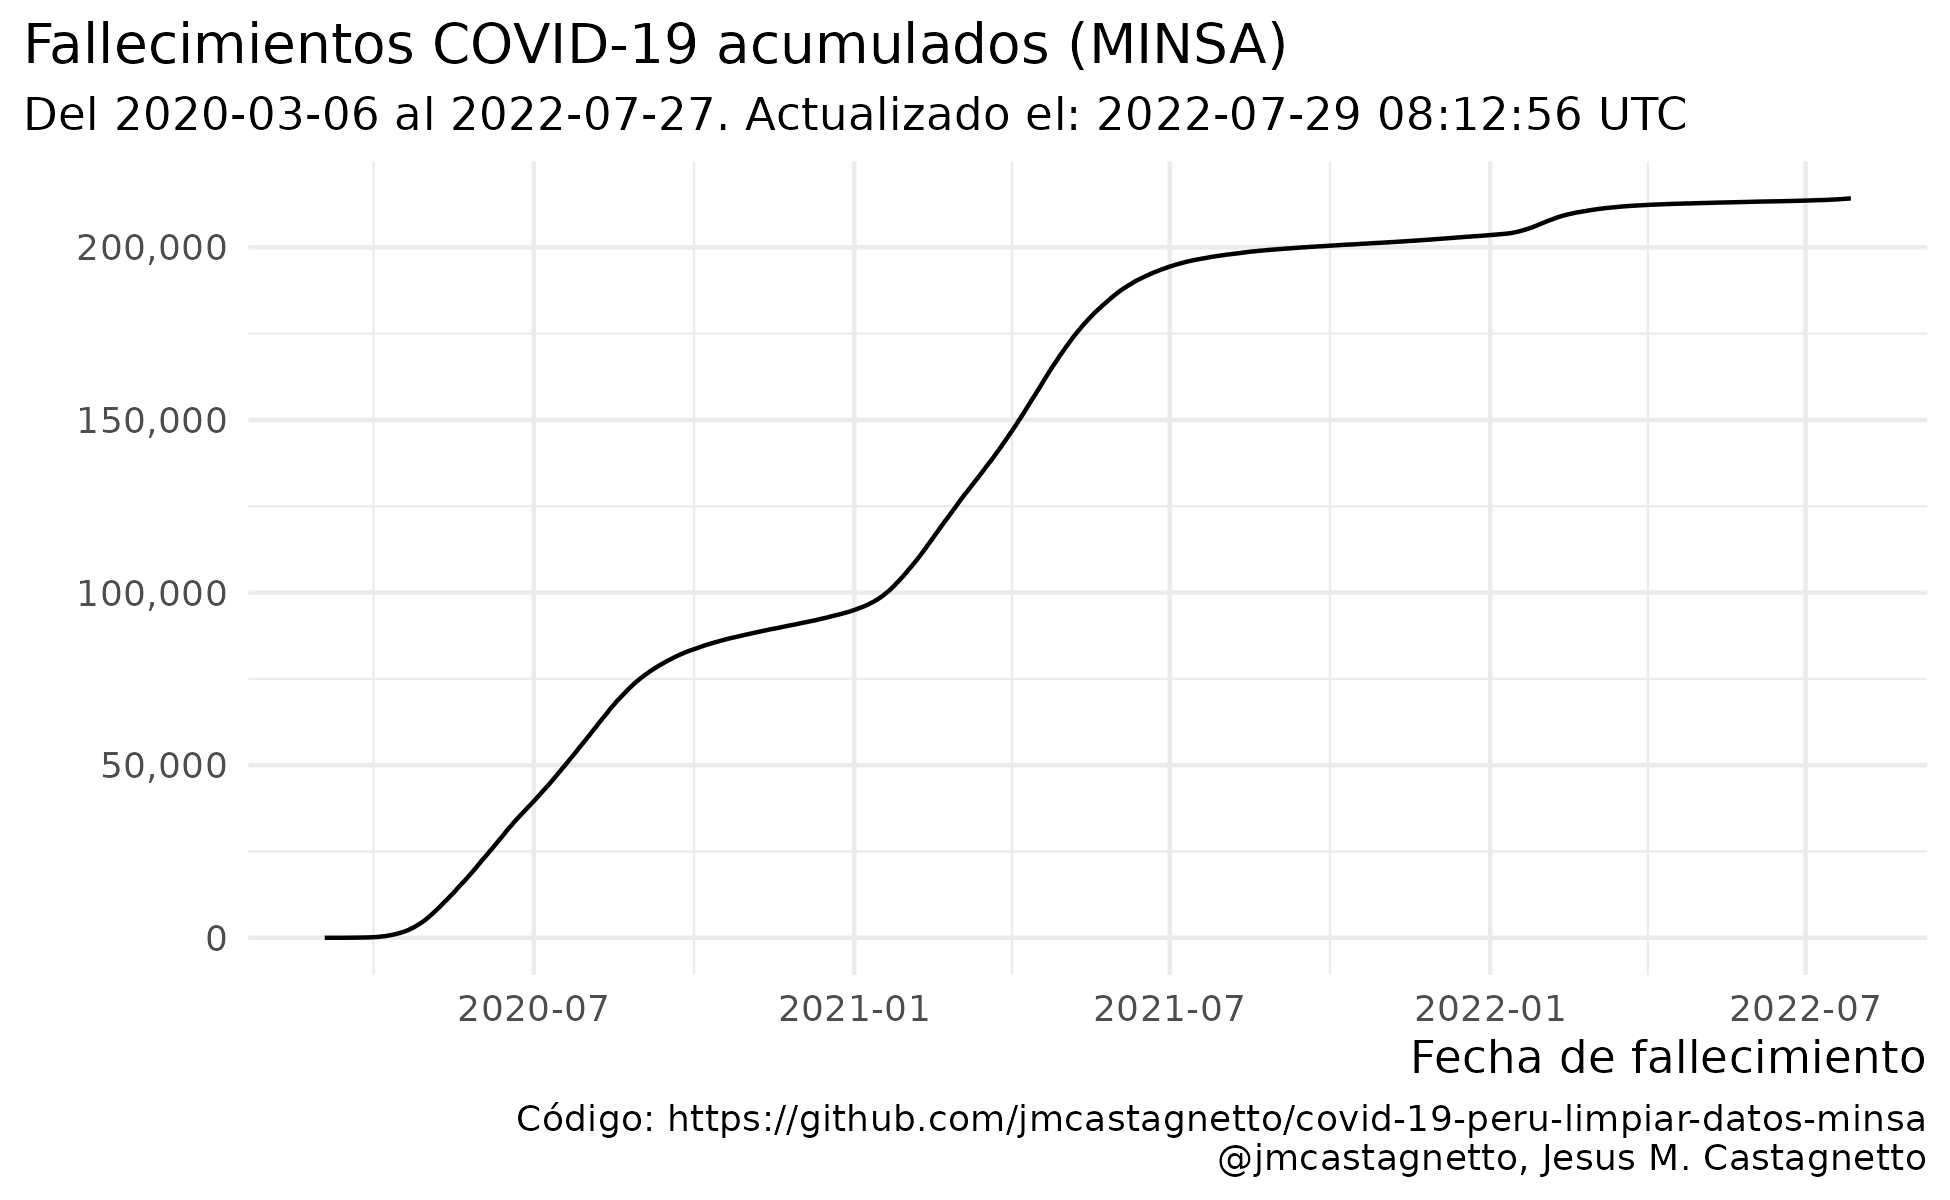 Fallecimientos COVID-19 acumulados (MINSA)
Del 2020-03-06 al 2022-07-27. Actualizado el: 2022-07-29 08:12:56 UTC
200,000
150,000
100,000
50,000
0
2020-07 2021-01 2021-07 2022-01 2022-07
Fecha de fallecimiento
Código: https://github.com/jmcastagnetto/covid-19-peru-limpiar-datos-minsa
@jmcastagnetto, Jesus M. Castagnetto